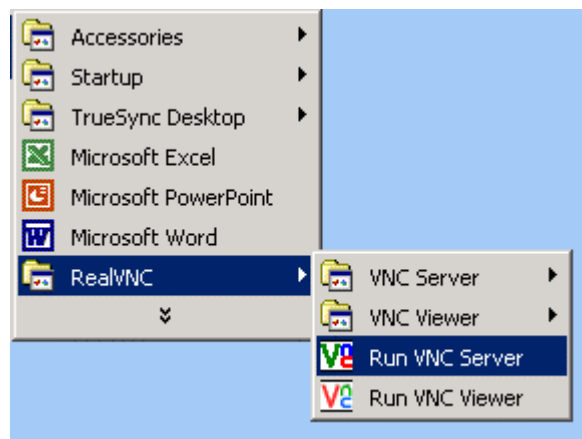 Accessories
Startup
TrueSync Desktop
Microsoft Excel
Microsoft PowerPoint
Microsoft Word
RealVNC
VNC Server
VNC Viewer
Run VNC Server
Run VNC Viewer